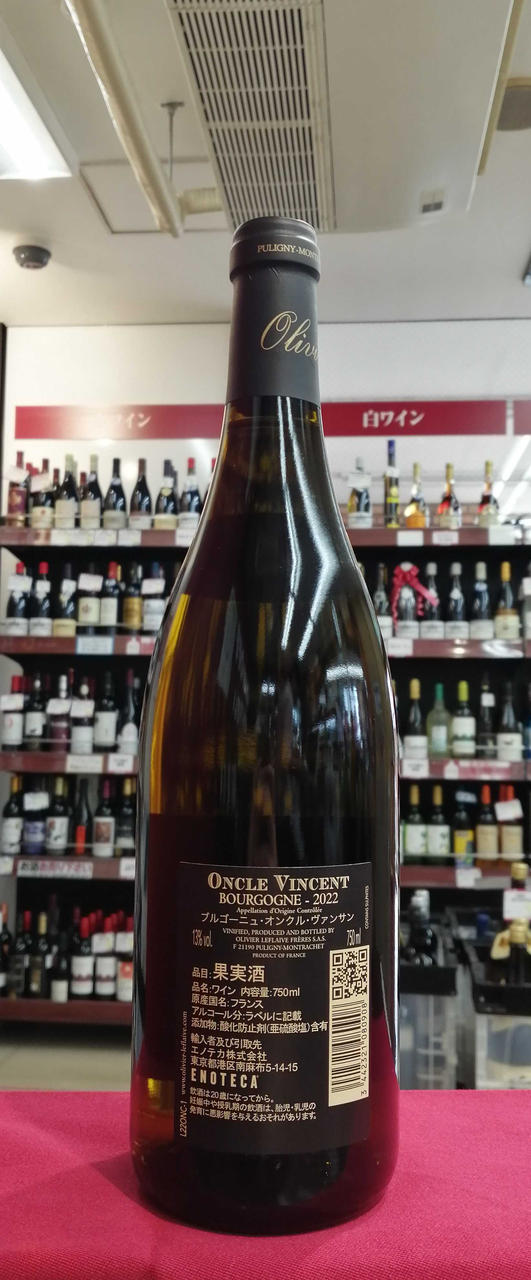 PULIGNY-MONT
Oliv
ワイン
白ワイン
ONCLE VINCENT
BOURGOGNE - 2022
Appellation d'Origine Contrôlée
ブルゴーニュ・オンクル・ヴァンサン
VINIFIED, PRODUCED AND BOTTLED BY
OLIVIER LEFLAIVE FRÈRES S.A.S.
F 21190 PULIGNY-MONTRACHET
PRODUCT OF FRANCE
13% vol.
750 ml
CONTAINS SULFITES
品目:果実酒
品名:ワイン 内容量:750ml
原産国名:フランス
アルコール分:ラベルに記載
添加物:酸化防止剤(亜硫酸塩)含有
輸入者及び引取先
エノテカ株式会社
東京都港区南麻布5-14-15
ENOTECA
飲酒は20歳になってから。
妊娠中や授乳期の飲酒は、胎児・乳児の
発育に悪影響を与えるおそれがあります。
L22ONC-1
www.olivier-leflaive.com